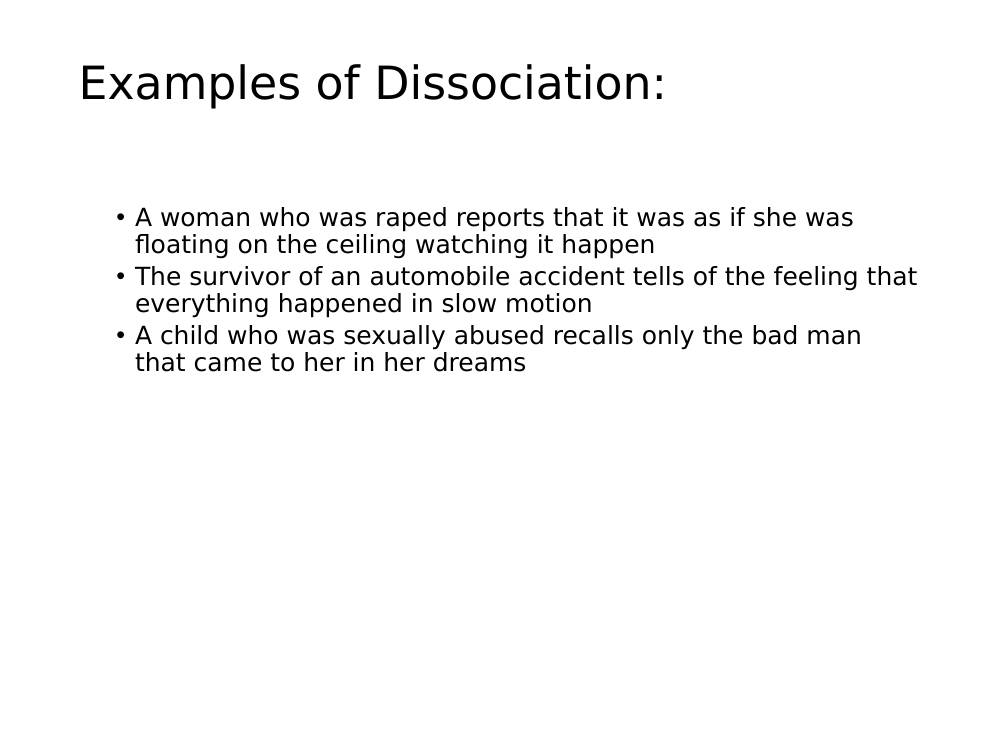 Examples of Dissociation:
• A woman who was raped reports that it was as if she was
floating on the ceiling watching it happen
• The survivor of an automobile accident tells of the feeling that
everything happened in slow motion
• A child who was sexually abused recalls only the bad man
that came to her in her dreams